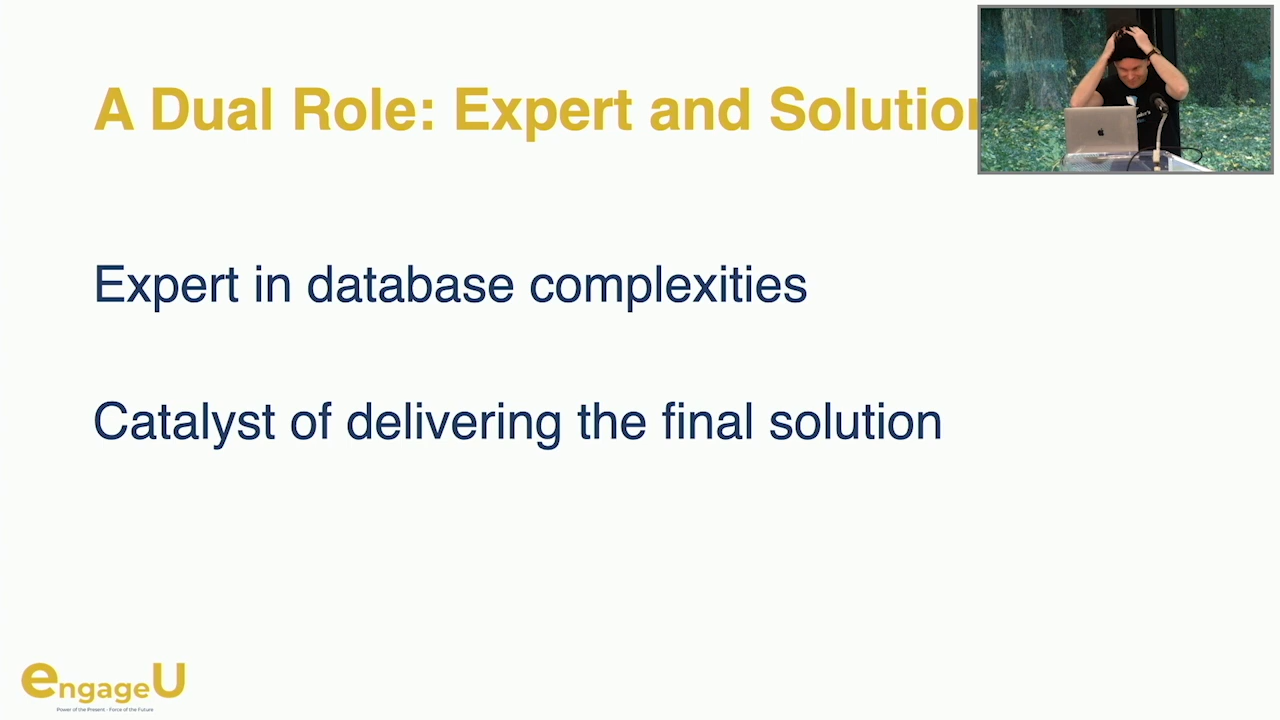 A Dual Role: Expert and Solution
Expert in database complexities
Catalyst of delivering the final solution
engageU
Power of the Present - Force of the Future